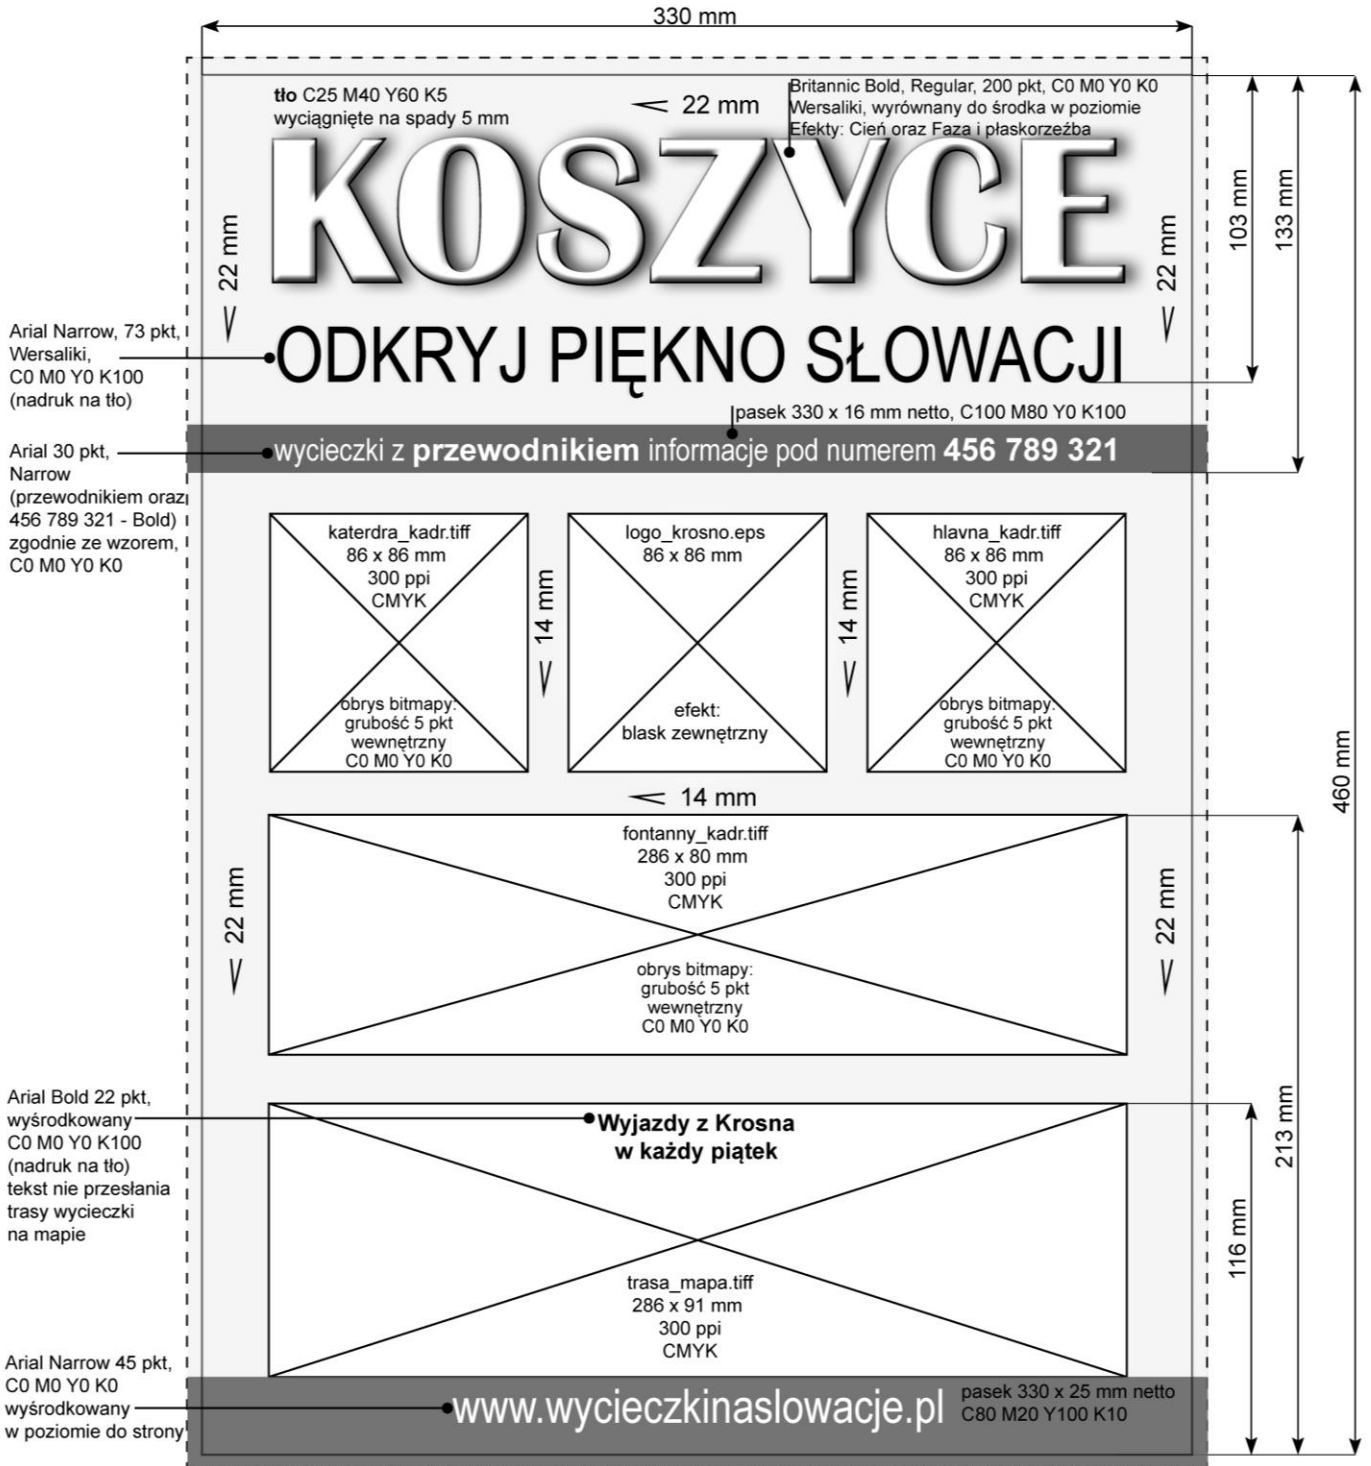 330 mm
tło C25 M40 Y60 K5
wyciągnięte na spady 5 mm
< 22 mm
Britannic Bold, Regular, 200 pkt, C0 M0 Y0 K0
Wersaliki, wyrównany do środka w poziomie
Efekty: Cień oraz Faza i płaskorzeźba
KOSZYCE
< 22 mm
< 22 mm
103 mm
133 mm
Arial Narrow, 73 pkt,
Wersaliki,
C0 M0 Y0 K100
(nadruk na tło)
ODKRYJ PIĘKNO SŁOWACJI
pasek 330 x 16 mm netto, C100 M80 Y0 K100
Arial 30 pkt,
Narrow
(przewodnikiem oraz
456 789 321 - Bold)
zgodnie ze wzorem,
C0 M0 Y0 K0
wycieczki z przewodnikiem informacje pod numerem 456 789 321
katerdra_kadr.tiff
86 x 86 mm
300 ppi
CMYK
obrys bitmapy:
grubość 5 pkt
wewnętrzny
C0 M0 Y0 K0
< 14 mm
logo_krosno.eps
86 x 86 mm
efekt:
blask zewnętrzny
< 14 mm
hlavna_kadr.tiff
86 x 86 mm
300 ppi
CMYK
obrys bitmapy:
grubość 5 pkt
wewnętrzny
C0 M0 Y0 K0
460 mm
< 14 mm
fontanny_kadr.tiff
286 x 80 mm
300 ppi
CMYK
obrys bitmapy:
grubość 5 pkt
wewnętrzny
C0 M0 Y0 K0
< 22 mm
< 22 mm
213 mm
Arial Bold 22 pkt,
wyśrodkowany
C0 M0 Y0 K100
(nadruk na tło)
tekst nie przesłania
trasy wycieczki
na mapie
Wyjazdy z Krosna
w każdy piątek
trasa_mapa.tiff
286 x 91 mm
300 ppi
CMYK
116 mm
Arial Narrow 45 pkt,
C0 M0 Y0 K0
wyśrodkowany
w poziomie do strony
www.wycieczkinaslowacje.pl
pasek 330 x 25 mm netto
C80 M20 Y100 K10